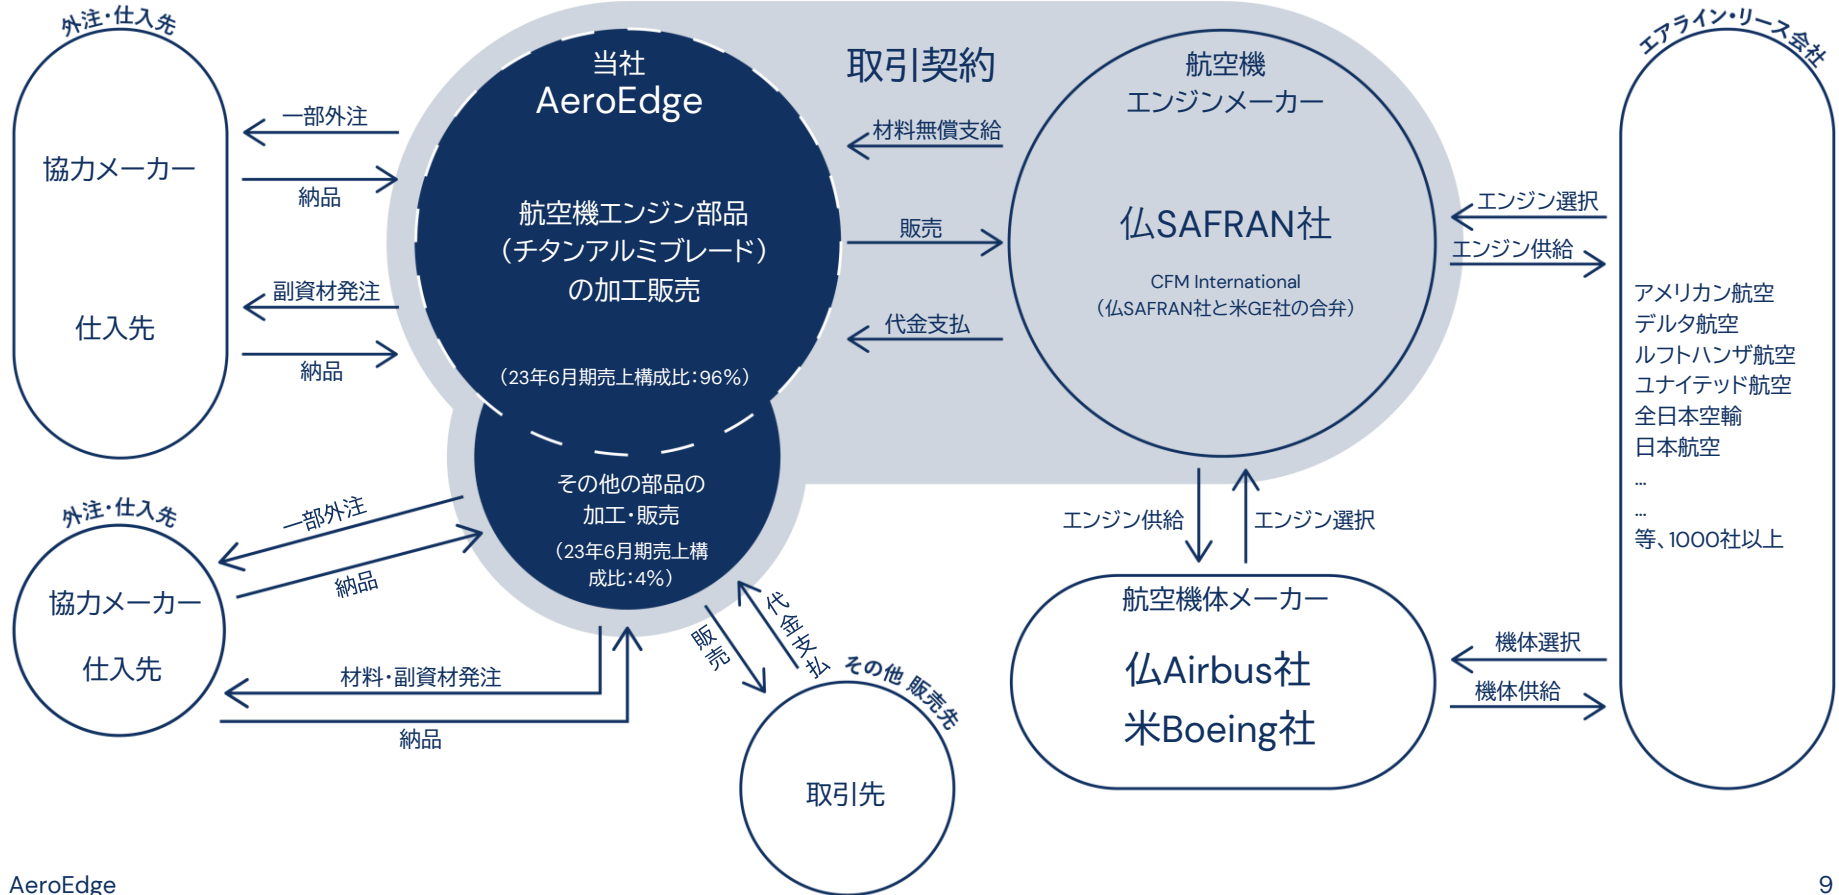 外注・仕入先
協力メーカー
仕入先
一部外注
納品
副資材発注
納品
当社
AeroEdge
航空機エンジン部品
（チタンアルミブレード）
の加工販売
（23年6月期売上構成比：96%）
その他の部品の
加工・販売
（23年6月期売上構
成比：4%）
取引契約
材料無償支給
販売
代金支払
航空機
エンジンメーカー
仏SAFRAN社
CFM International
（仏SAFRAN社と米GE社の合弁）
エンジン選択
エンジン供給
エアライン・リース会社
アメリカン航空
デルタ航空
ルフトハンザ航空
ユナイテッド航空
全日本空輸
日本航空
...
...
等、1000社以上
外注・仕入先
協力メーカー
仕入先
一部外注
納品
材料・副資材発注
納品
販売
代金支払
その他 販売先
取引先
エンジン供給
エンジン選択
航空機体メーカー
仏Airbus社
米Boeing社
機体選択
機体供給
AeroEdge
9